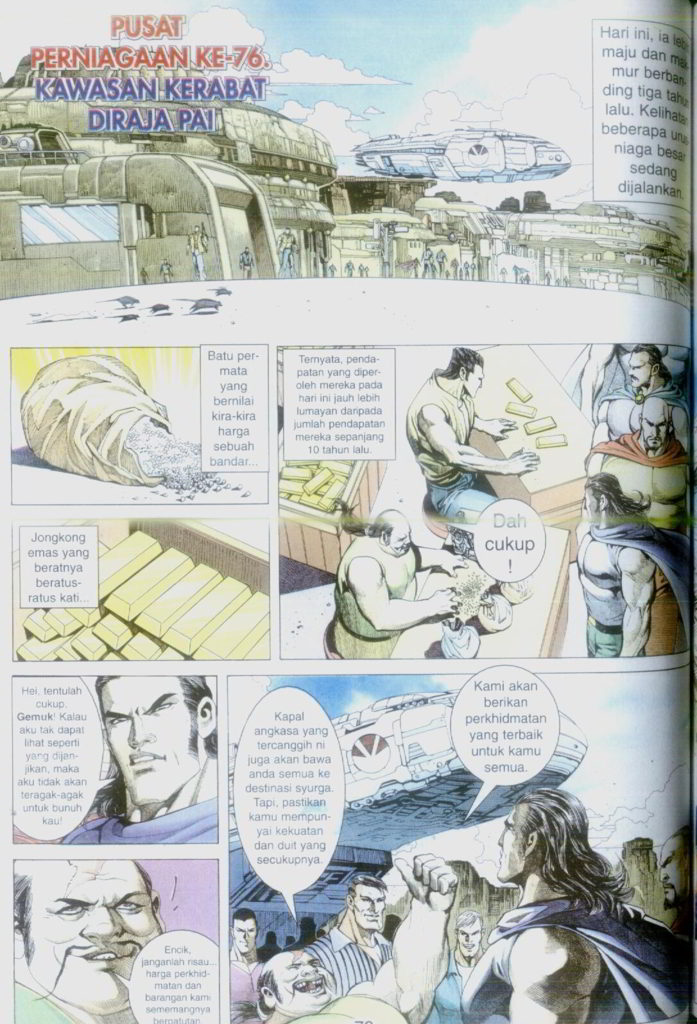 PUSAT
PERNIAGAAN KE-76.
KAWASAN KERABAT
DIRAJA PAI
Hari ini, ia
maju dan
mur berban-
ding tiga
lalu. Kelihat
beberapa
niaga besar
sedang
dijalankan.
Batu per-
mata
yang
bernilai
kira-kira
harga
sebuah
bandar...
Ternyata, penda-
patan yang dipe-
roleh mereka pada
hari ini jauh lebih
lumayan daripada
jumlah pendapatan
mereka sepanjang
10 tahun lalu.
Dah
cukup
!
Jongkong
emas yang
beratnya
beratus-
ratus kati...
Hei, tentulah
cukup,
Gemuk! Kalau
aku tak dapat
lihat seperti
yang dijan-
jikan, maka
aku tidak akan
teragak-agak
untuk bunuh
kau!
Kapal
angkasa yang
tercanggih ni
juga akan bawa
anda semua ke
destinasi syurga.
Tapi, pastikan
kamu mempun-
yai kekuatan
dan duit yang
secukupnya.
Kami akan
berikan
perkhidmatan
yang terbaik
untuk kamu
semua.
!
Encik,
janganlah risau...
harga perkhid-
matan dan
barangan kami
sememangnya
berpatutan.